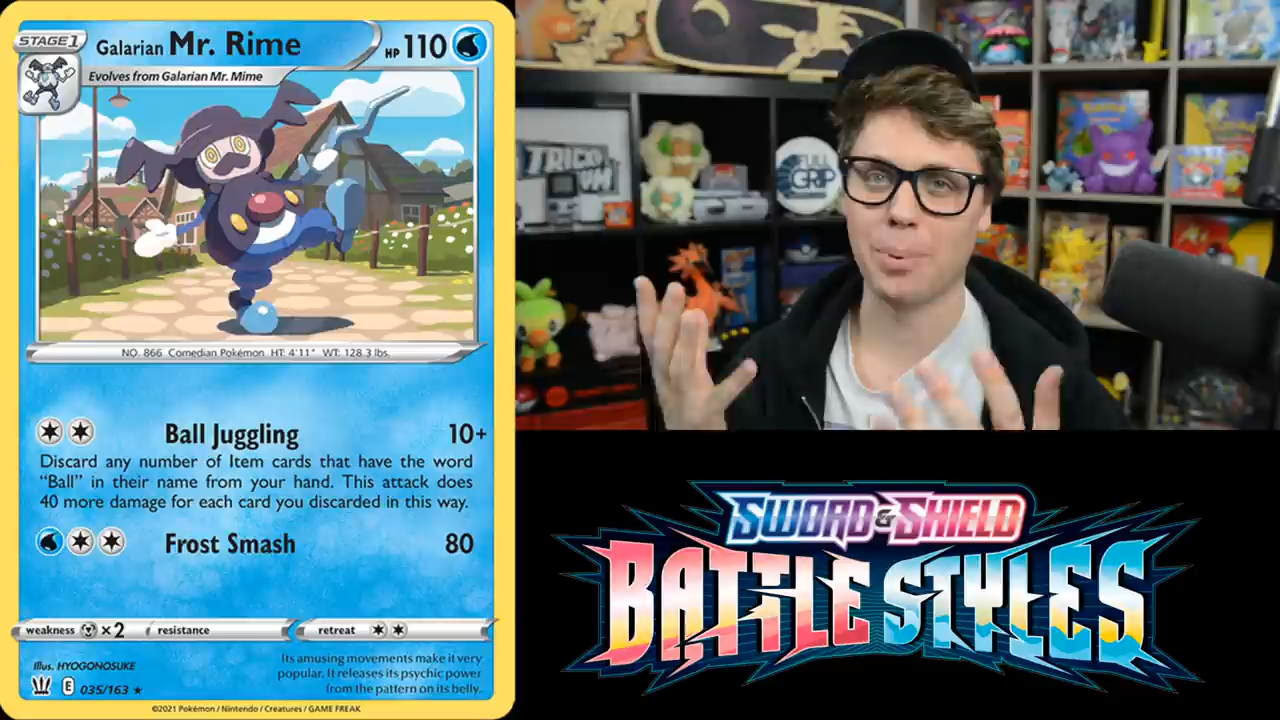 STAGE 1
Galarian Mr. Rime
HP 110
Evolves from Galarian Mr. Mime
NO. 866 Comedian Pokémon HT: 4'11" WT: 128.3 lbs.
Ball Juggling 10+
Discard any number of Item cards that have the word
“Ball” in their name from your hand. This attack does
40 more damage for each card you discarded in this way.
Frost Smash 80
weakness ×2 resistance retreat
Illus. HYOGONOSUKE
E 035/163 ★
Its amusing movements make it very
popular. It releases its psychic power
from the pattern on its belly.
©2021 Pokémon / Nintendo / Creatures / GAME FREAK
FULL
GRIP
SWORD & SHIELD
BATTLE STYLES